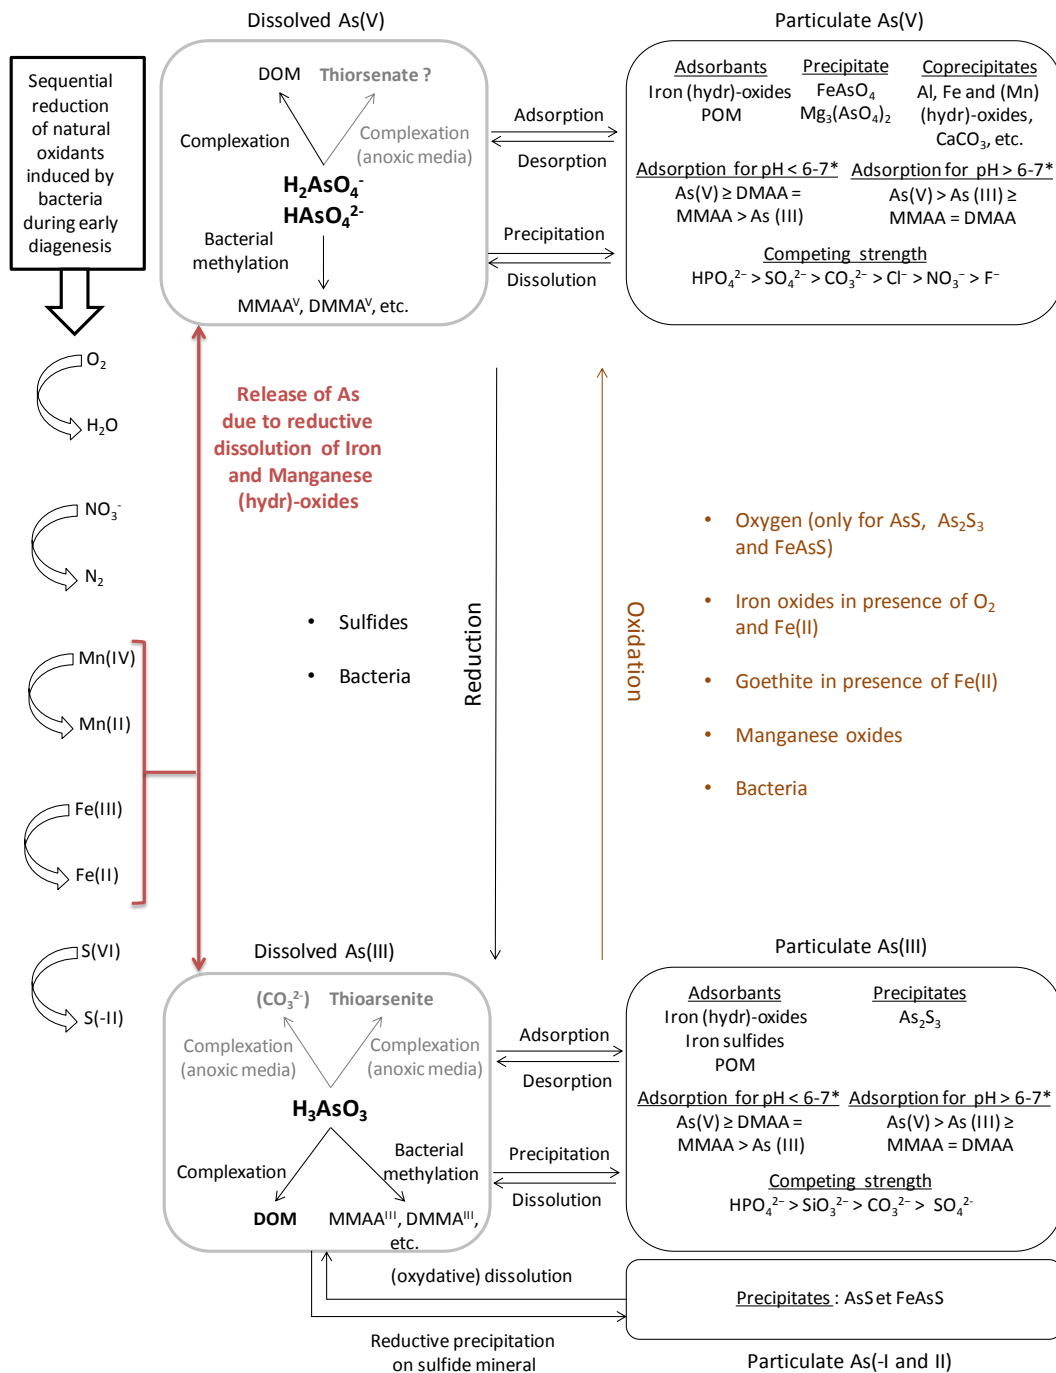 Dissolved As(V)
Particulate As(V)
Sequential
reduction
of natural
oxidants
induced by
bacteria
during early
diagenesis
DOM
Thiorsenate ?
Complexation
Complexation
(anoxic media)
H₂AsO₄⁻
HAsO₄²⁻
Bacterial
methylation
MMAAⱽ, DMMAⱽ, etc.
Adsorption
Desorption
Precipitation
Dissolution
Adsorbants
Iron (hydr)-oxides
POM
Precipitate
FeAsO₄
Mg₃(AsO₄)₂
Coprecipitates
Al, Fe and (Mn)
(hydr)-oxides,
CaCO₃, etc.
Adsorption for pH < 6-7*
As(V) ≥ DMAA =
MMAA > As (III)
Adsorption for pH > 6-7*
As(V) > As (III) ≥
MMAA = DMAA
Competing strength
HPO₄²⁻ > SO₄²⁻ > CO₃²⁻ > Cl⁻ > NO₃⁻ > F⁻
O₂
H₂O
NO₃⁻
N₂
Mn(IV)
Mn(II)
Fe(III)
Fe(II)
S(VI)
S(-II)
Release of As
due to reductive
dissolution of Iron
and Manganese
(hydr)-oxides
• Sulfides
• Bacteria
Reduction
Oxidation
• Oxygen (only for AsS, As₂S₃
and FeAsS)
• Iron oxides in presence of O₂
and Fe(II)
• Goethite in presence of Fe(II)
• Manganese oxides
• Bacteria
Dissolved As(III)
Particulate As(III)
(CO₃²⁻)
Thioarsenite
Complexation
(anoxic media)
Complexation
(anoxic media)
H₃AsO₃
Complexation
Bacterial
methylation
DOM
MMAAᴵᴵᴵ, DMMAᴵᴵᴵ,
etc.
Adsorption
Desorption
Precipitation
Dissolution
Adsorbants
Iron (hydr)-oxides
Iron sulfides
POM
Precipitates
As₂S₃
Adsorption for pH < 6-7*
As(V) ≥ DMAA =
MMAA > As (III)
Adsorption for pH > 6-7*
As(V) > As (III) ≥
MMAA = DMAA
Competing strength
HPO₄²⁻ > SiO₃²⁻ > CO₃²⁻ > SO₄²⁻
(oxydative) dissolution
Reductive precipitation
on sulfide mineral
Precipitates : AsS et FeAsS
Particulate As(-I and II)